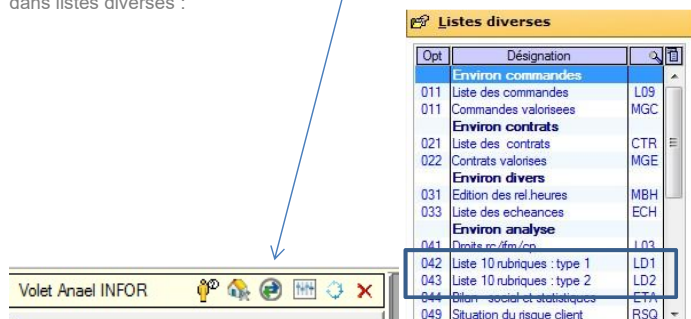 dans listes diverses :
Listes diverses
Opt Désignation
Environ commandes
011 Liste des commandes L09
011 Commandes valorisees MGC
Environ contrats
021 Liste des contrats CTR
022 Contrats valorises MGE
Environ divers
031 Edition des rel.heures MBH
033 Liste des echeances ECH
Environ analyse
041 Droits rc/fm/cp L03
042 Liste 10 rubriques : type 1 LD1
043 Liste 10 rubriques : type 2 LD2
044 Bilan social et statistiques ETA
049 Situation du risque client RSQ
Volet Anael INFOR